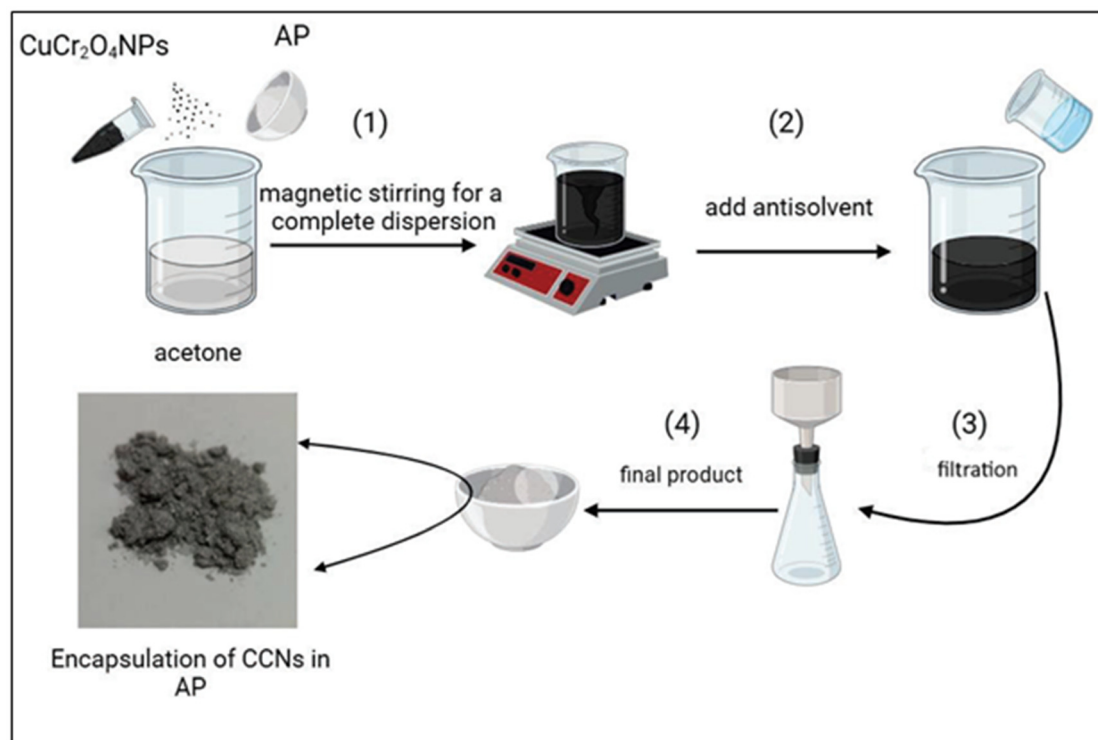 CuCr₂O₄NPs
AP
(1)
magnetic stirring for a
complete dispersion
(2)
add antisolvent
acetone
(3)
filtration
(4)
final product
Encapsulation of CCNs in
AP